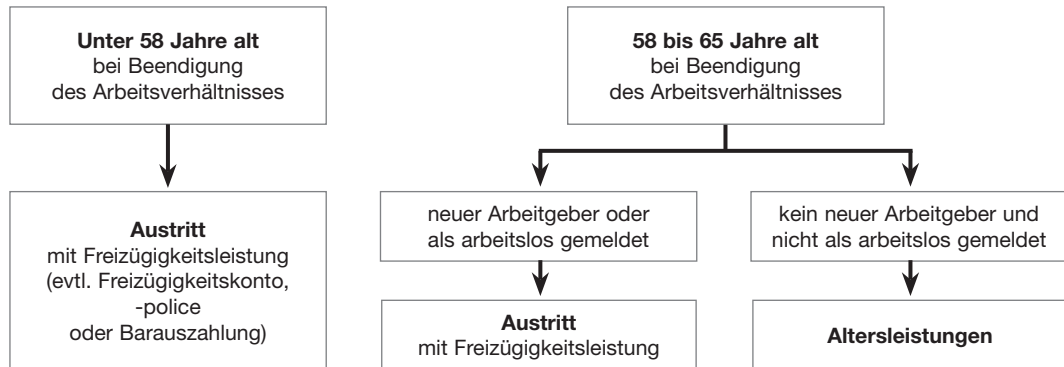 Unter 58 Jahre alt
bei Beendigung
des Arbeitsverhältnisses
58 bis 65 Jahre alt
bei Beendigung
des Arbeitsverhältnisses
Austritt
mit Freizügigkeitsleistung
(evtl. Freizügigkeitskonto,
-police
oder Barauszahlung)
neuer Arbeitgeber oder
als arbeitslos gemeldet
kein neuer Arbeitgeber und
nicht als arbeitslos gemeldet
Austritt
mit Freizügigkeitsleistung
Altersleistungen